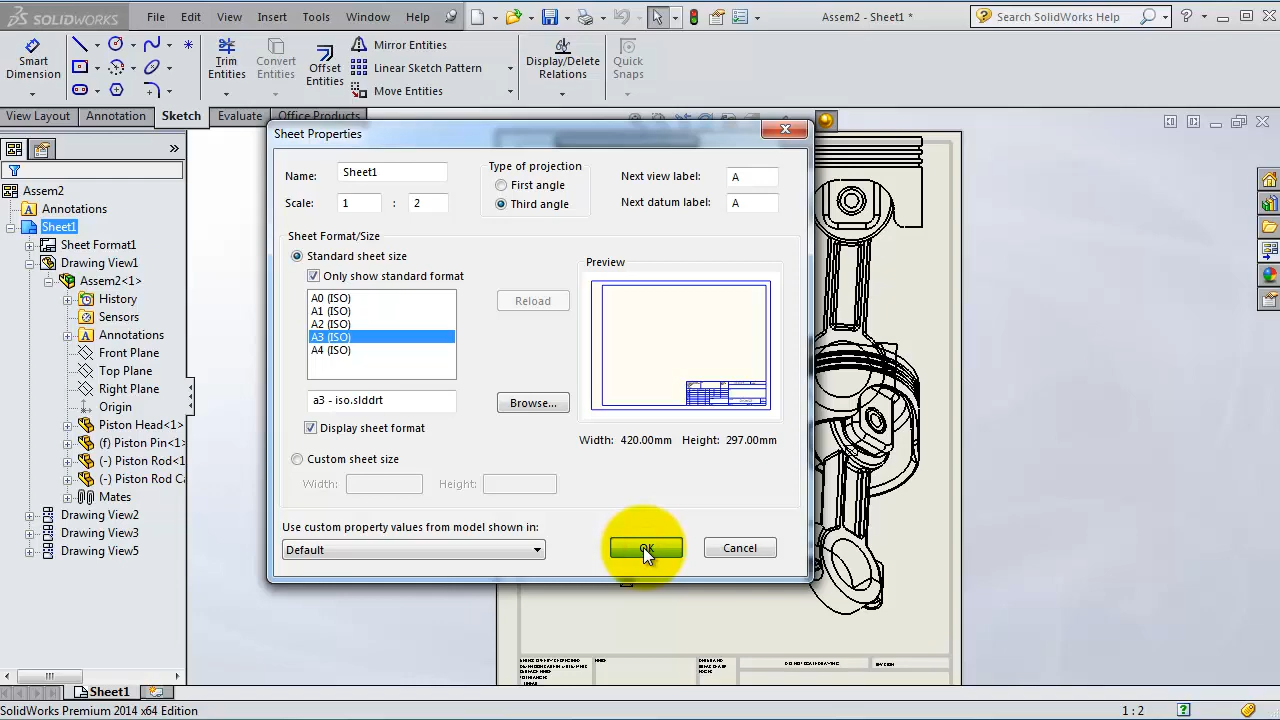 SOLIDWORKS File Edit View Insert Tools Window Help Assem2 - Sheet1 * Search SolidWorks Help
Smart Dimension
Trim Entities
Convert Entities
Offset Entities
Mirror Entities
Linear Sketch Pattern
Move Entities
Display/Delete Relations
Quick Snaps
View Layout Annotation Sketch Evaluate Office Products
Assem2
Annotations
Sheet1
Sheet Format1
Drawing View1
Assem2<1>
History
Sensors
Annotations
Front Plane
Top Plane
Right Plane
Origin
Piston Head<1
(f) Piston Pin<1
(-) Piston Rod<1
(-) Piston Rod Ca
Mates
Drawing View2
Drawing View3
Drawing View5
Sheet Properties
Name: Sheet1
Scale: 1 : 2
Type of projection
First angle
Third angle
Next view label: A
Next datum label: A
Sheet Format/Size
Standard sheet size
Only show standard format
A0 (ISO)
A1 (ISO)
A2 (ISO)
A3 (ISO)
A4 (ISO)
Reload
a3 - iso.slddrt
Browse...
Display sheet format
Custom sheet size
Width: Height:
Preview
Width: 420.00mm Height: 297.00mm
Use custom property values from model shown in:
Default
OK Cancel
DO NOT SCALE DRAWING REVISION
Sheet1
SolidWorks Premium 2014 x64 Edition 1 : 2